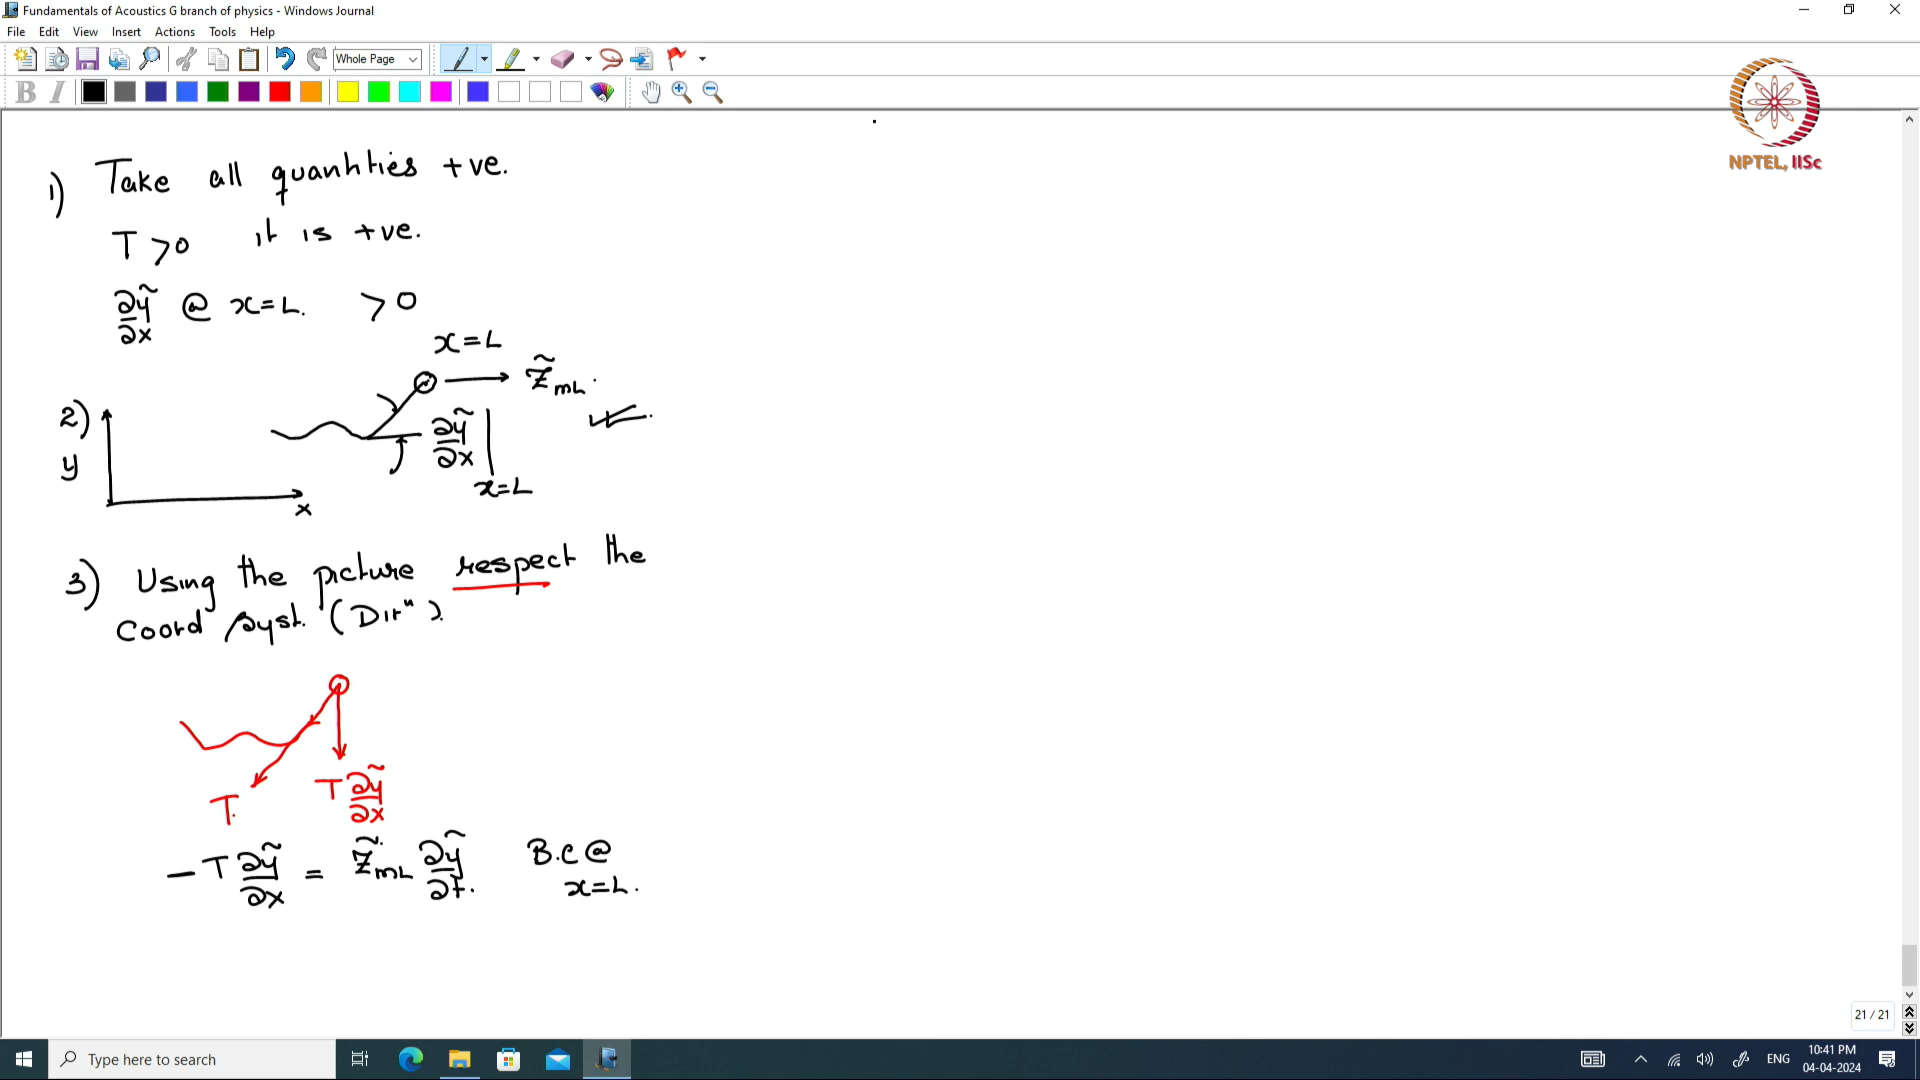 Fundamentals of Acoustics G branch of physics - Windows Journal
File Edit View Insert Actions Tools Help
Whole Page
B I
NPTEL, IISc
1) Take all quantities +ve.
T >0 it is +ve.
∂ỹ/∂x @ x=L. >0
x=L
Z̃mL.
2)
y
∂ỹ/∂x |
x=L
x
3) Using the picture respect the
coord syst. (Dirⁿ).
T.
T ∂ỹ/∂x
-T ∂ỹ/∂x = Z̃mL ∂ỹ/∂t. B.C @
x=L.
21 / 21
Type here to search
ENG
10:41 PM
04-04-2024